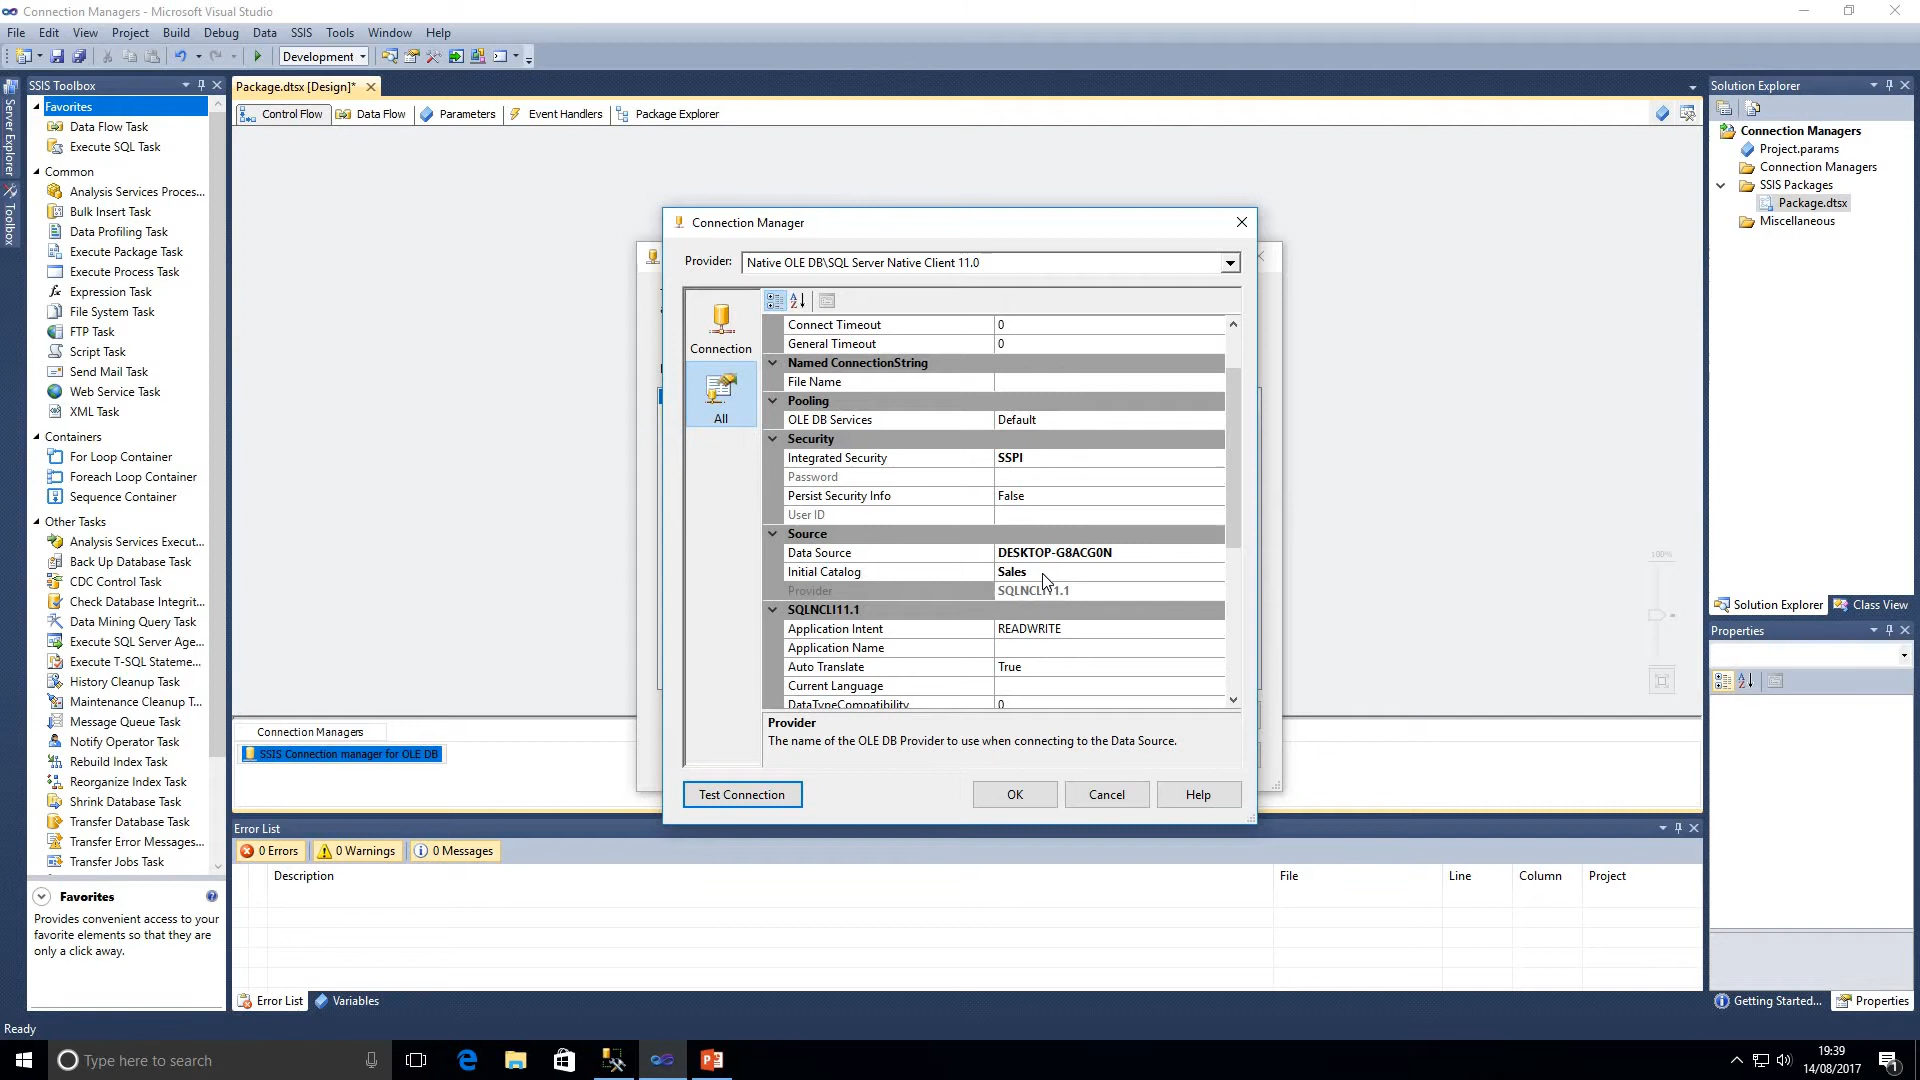 Connection Managers - Microsoft Visual Studio
File Edit View Project Build Debug Data SSIS Tools Window Help
Development
Server Explorer
Toolbox
SSIS Toolbox
Favorites
Data Flow Task
Execute SQL Task
Common
Analysis Services Proces...
Bulk Insert Task
Data Profiling Task
Execute Package Task
Execute Process Task
Expression Task
File System Task
FTP Task
Script Task
Send Mail Task
Web Service Task
XML Task
Containers
For Loop Container
Foreach Loop Container
Sequence Container
Other Tasks
Analysis Services Execut...
Back Up Database Task
CDC Control Task
Check Database Integrit...
Data Mining Query Task
Execute SQL Server Age...
Execute T-SQL Stateme...
History Cleanup Task
Maintenance Cleanup T...
Message Queue Task
Notify Operator Task
Rebuild Index Task
Reorganize Index Task
Shrink Database Task
Transfer Database Task
Transfer Error Messages...
Transfer Jobs Task
Favorites
Provides convenient access to your
favorite elements so that they are
only a click away.
Package.dtsx [Design]*
Control Flow Data Flow Parameters Event Handlers Package Explorer
Connection Manager
Provider: Native OLE DB\SQL Server Native Client 11.0
Connection
All
Connect Timeout 0
General Timeout 0
Named ConnectionString
File Name
Pooling
OLE DB Services Default
Security
Integrated Security SSPI
Password
Persist Security Info False
User ID
Source
Data Source DESKTOP-G8ACG0N
Initial Catalog Sales
Provider
SQLNCLI11.1
Application Intent READWRITE
Application Name
Auto Translate True
Current Language
DataTypeCompatibility 0
Provider
The name of the OLE DB Provider to use when connecting to the Data Source.
Test Connection OK Cancel Help
100%
Connection Managers
SSIS Connection manager for OLE DB
Error List
0 Errors 0 Warnings 0 Messages
Description File Line Column Project
Error List Variables
Solution Explorer
Connection Managers
Project.params
Connection Managers
SSIS Packages
Package.dtsx
Miscellaneous
Solution Explorer Class View
Properties
Getting Started... Properties
Ready
Type here to search
19:39
14/08/2017
1